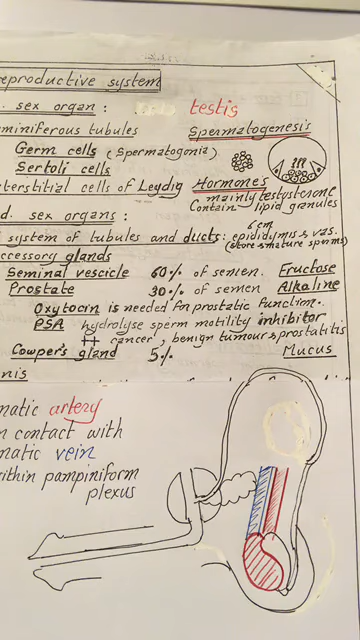 reproductive system
. sex organ : testis
miniferous tubules Spermatogenesis
Germ cells (Spermatogonia)
Sertoli cells
terstitial cells of Leydig Hormones
mainly testosterone
Contain lipid granules
d. sex organs:
6cm
system of tubules and ducts: epididymis & vas.
(store & mature sperms)
ccessory glands
Seminal vescicle 60% of semen. Fructose
Prostate 30% of semen Alkaline
Oxytocin is needed for prostatic function.
PSA hydrolyse sperm motility inhibitor
++ cancer, benign tumour & prostatitis
Cowper's gland 5% Mucus
nis
matic artery
n contact with
matic vein
within pampiniform
plexus